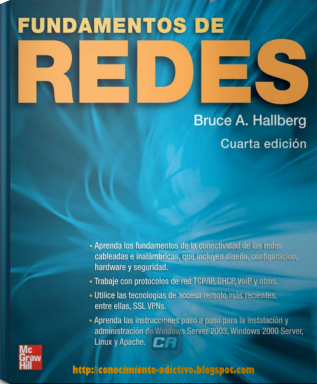 FUNDAMENTOS DE
REDES
Bruce A. Hallberg
Cuarta edición
• Aprenda los fundamentos de la conectividad de las redes
cableadas e inalámbricas, que incluyen diseño, configuración,
hardware y seguridad.
• Trabaje con protocolos de red TCP/IP, DHCP, VoIP y otros.
• Utilice las tecnologías de acceso remoto más recientes,
entre ellas, SSL VPNs.
• Aprenda las instrucciones paso a paso para la instalación y
administración de Windows Server 2003, Windows 2000 Server,
Linux y Apache.
CA
Mc
Graw
Hill
http://conocimiento-adictivo.blogspot.com